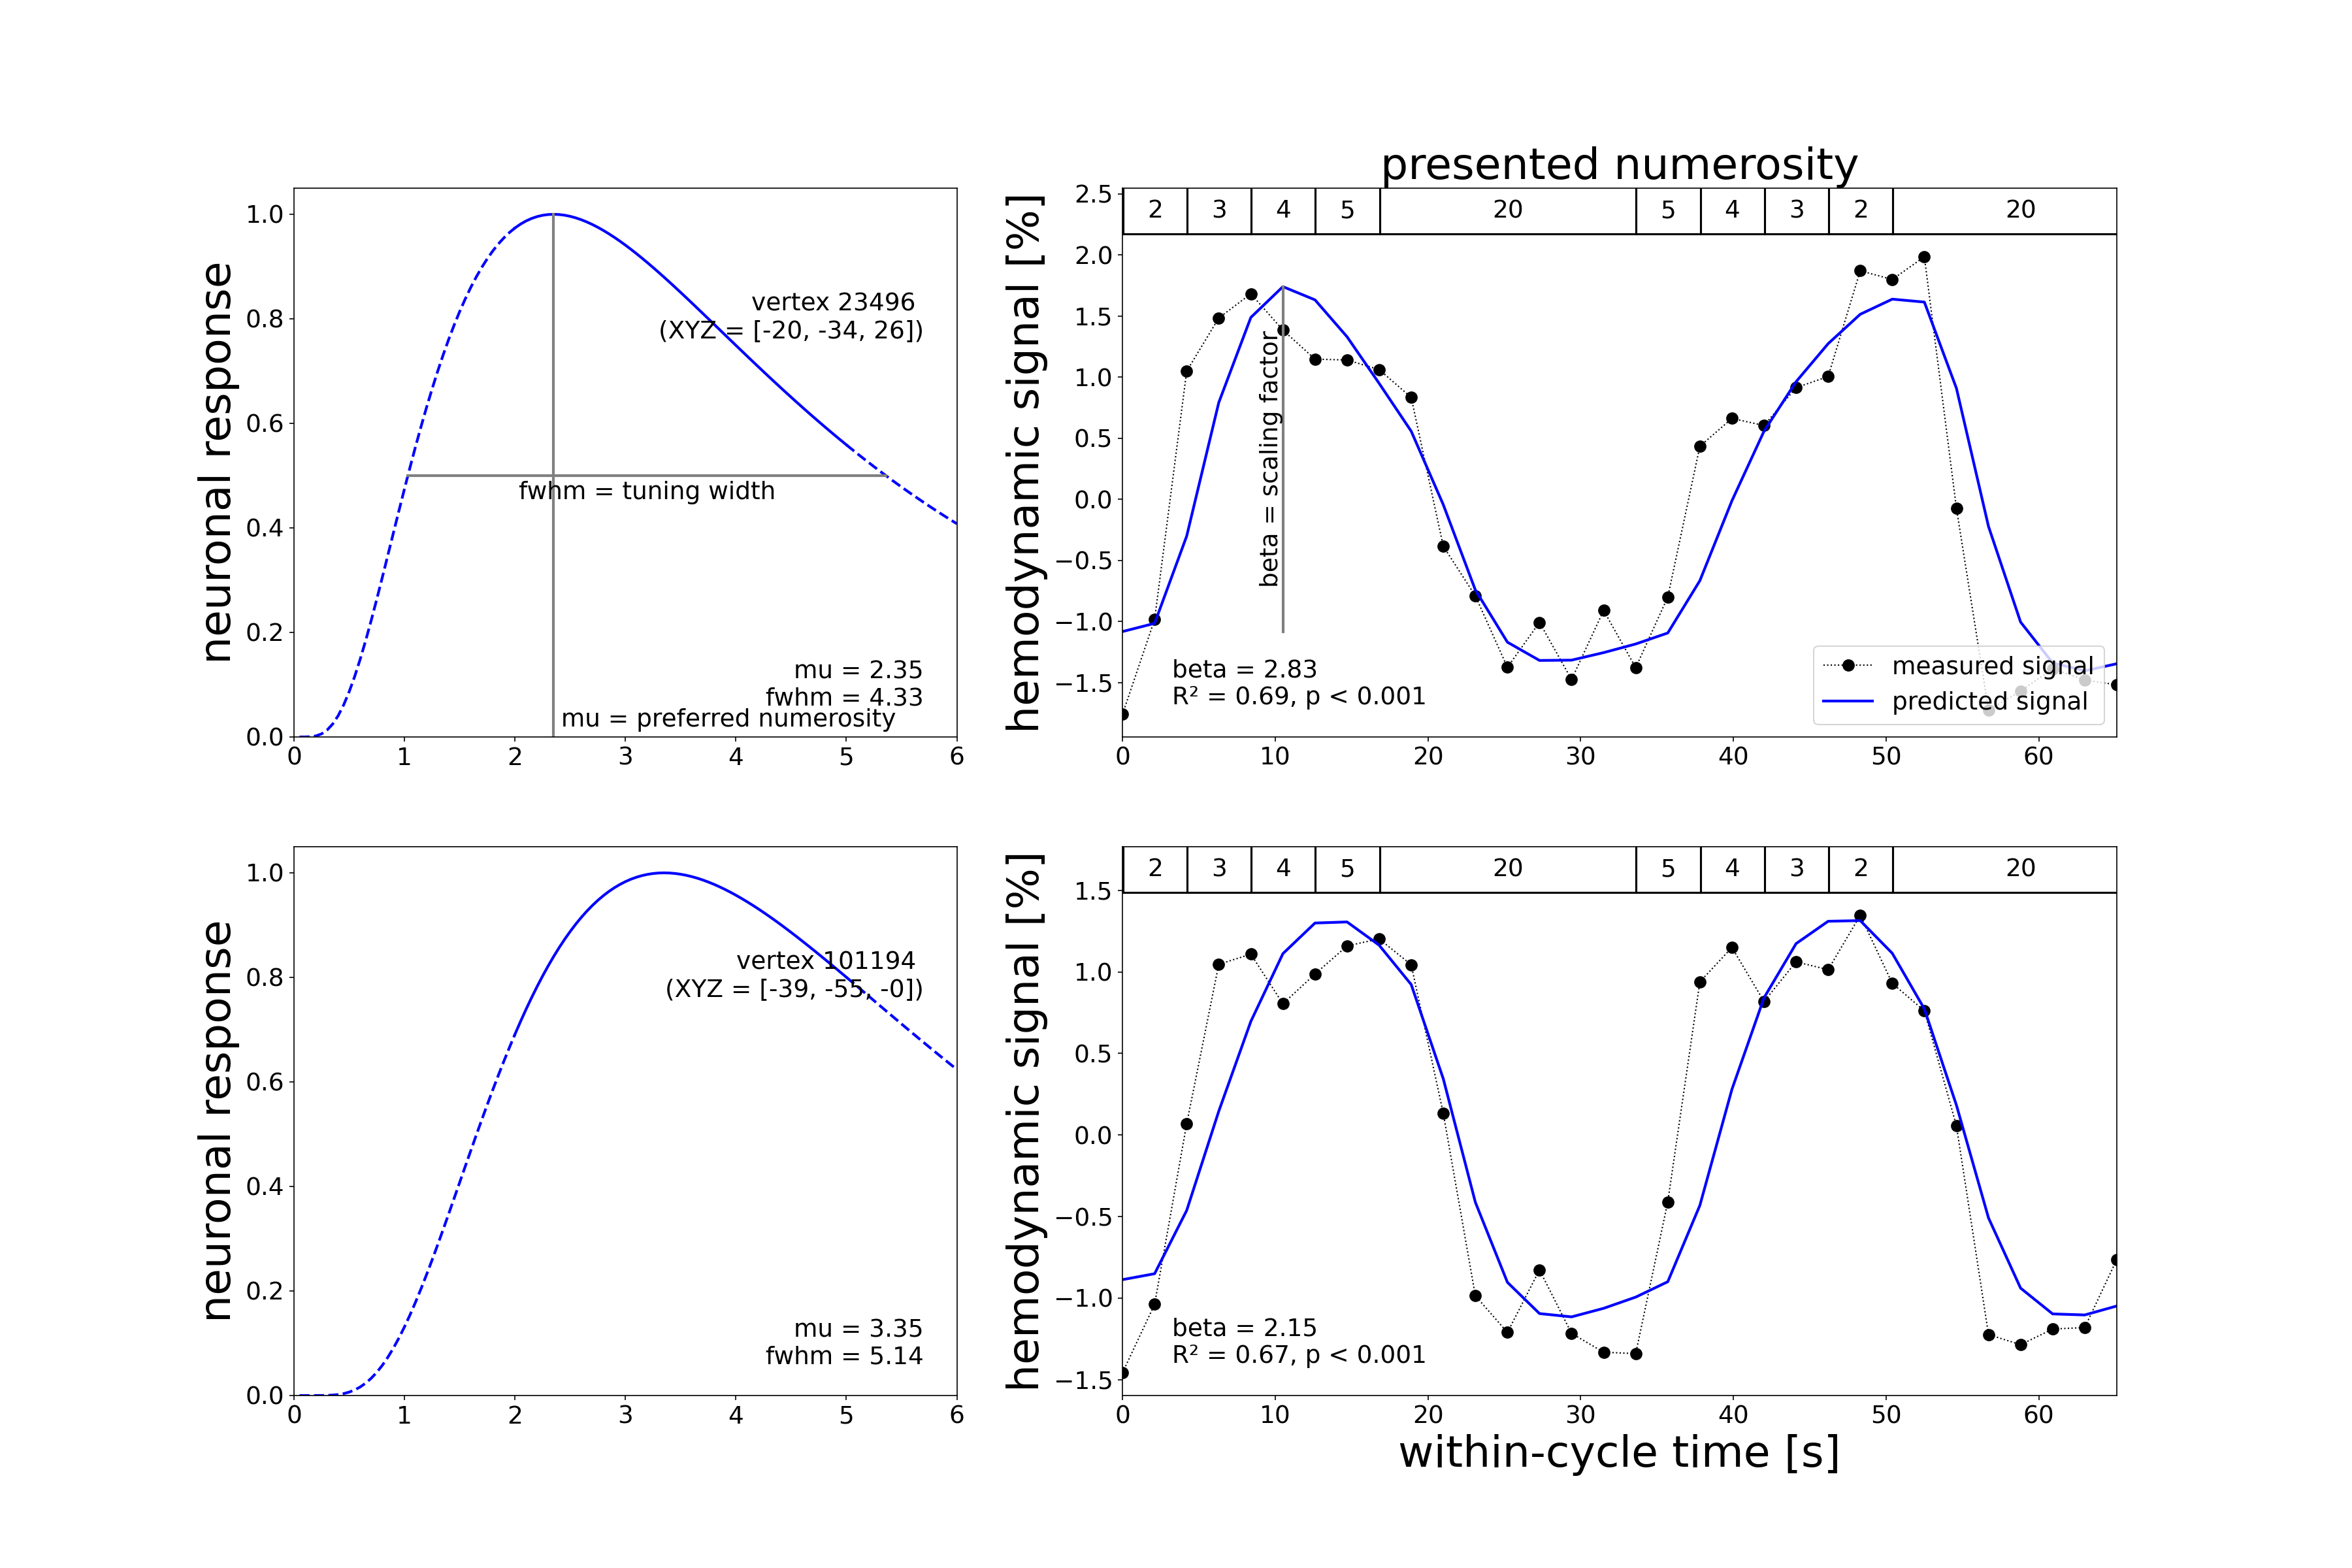 presented numerosity
neuronal response
1.0
0.8
0.6
0.4
0.2
0.0
vertex 23496
(XYZ = [-20, -34, 26])
fwhm = tuning width
mu = 2.35
fwhm = 4.33
mu = preferred numerosity
0 1 2 3 4 5 6
hemodynamic signal [%]
2.5
2.0
1.5
1.0
0.5
0.0
−0.5
−1.0
−1.5
2 3 4 5 20 5 4 3 2 20
beta = scaling factor
beta = 2.83
R² = 0.69, p < 0.001
measured signal
predicted signal
0 10 20 30 40 50 60
neuronal response
1.0
0.8
0.6
0.4
0.2
0.0
vertex 101194
(XYZ = [-39, -55, -0])
mu = 3.35
fwhm = 5.14
0 1 2 3 4 5 6
hemodynamic signal [%]
1.5
1.0
0.5
0.0
−0.5
−1.0
−1.5
2 3 4 5 20 5 4 3 2 20
beta = 2.15
R² = 0.67, p < 0.001
0 10 20 30 40 50 60
within-cycle time [s]